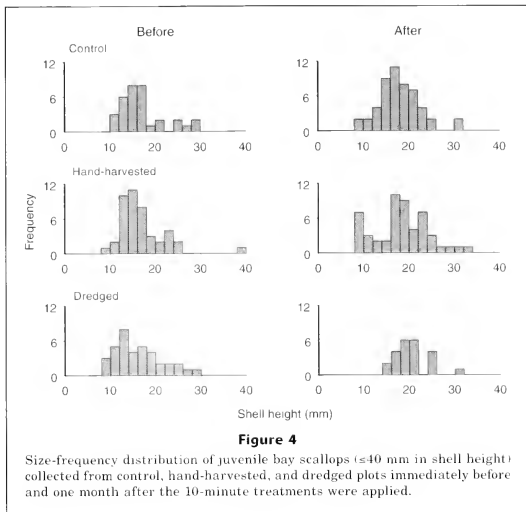 Before After
Control
12 12
6 6
0 0
0 10 20 30 40 0 10 20 30 40
Hand-harvested
12 12
Frequency
6 6
0 0
0 10 20 30 40 0 10 20 30 40
Dredged
12 12
6 6
0 0
0 10 20 30 40 0 10 20 30 40
Shell height (mm)
Figure 4
Size-frequency distribution of juvenile bay scallops (≤40 mm in shell height)
collected from control, hand-harvested, and dredged plots immediately before
and one month after the 10-minute treatments were applied.